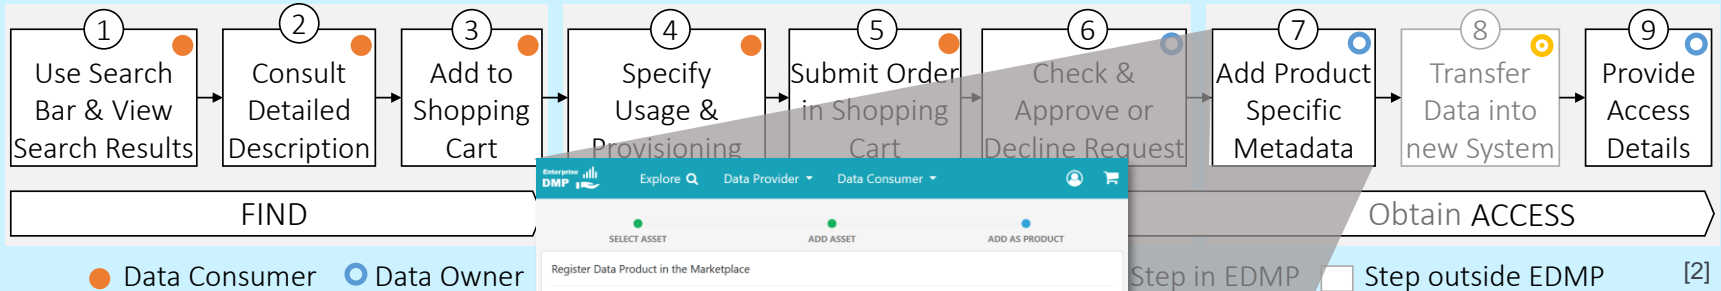 1
Use Search
Bar & View
Search Results
2
Consult
Detailed
Description
3
Add to
Shopping
Cart
4
Specify
Usage &
Provisioning
5
Submit Order
in Shopping
Cart
6
Check &
Approve or
Decline Request
7
Add Product
Specific
Metadata
8
Transfer
Data into
new System
9
Provide
Access
Details
FIND
Obtain ACCESS
Enterprise
DMP
Explore
Data Provider
Data Consumer
SELECT ASSET
ADD ASSET
ADD AS PRODUCT
Register Data Product in the Marketplace
Data Consumer
Data Owner
Step in EDMP
Step outside EDMP
[2]